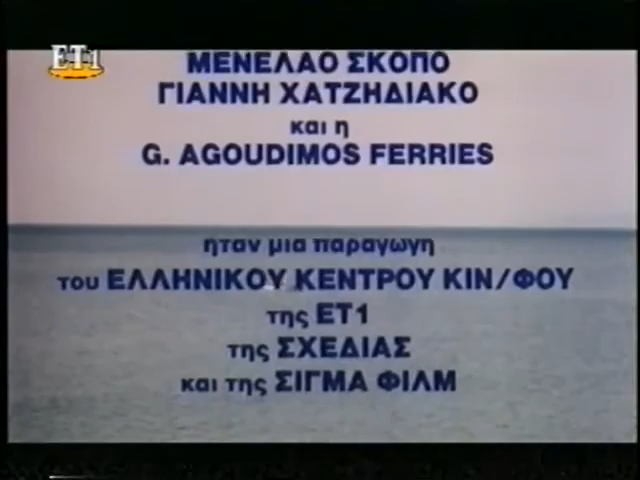 ΕΤ1
ΜΕΝΕΛΑΟ ΣΚΟΠΟ
ΓΙΑΝΝΗ ΧΑΤΖΗΔΙΑΚΟ
και η
G. AGOUDIMOS FERRIES
ηταν μια παραγωγη
του ΕΛΛΗΝΙΚΟΥ ΚΕΝΤΡΟΥ ΚΙΝ/ΦΟΥ
της ΕΤ1
της ΣΧΕΔΙΑΣ
και της ΣΙΓΜΑ ΦΙΛΜ